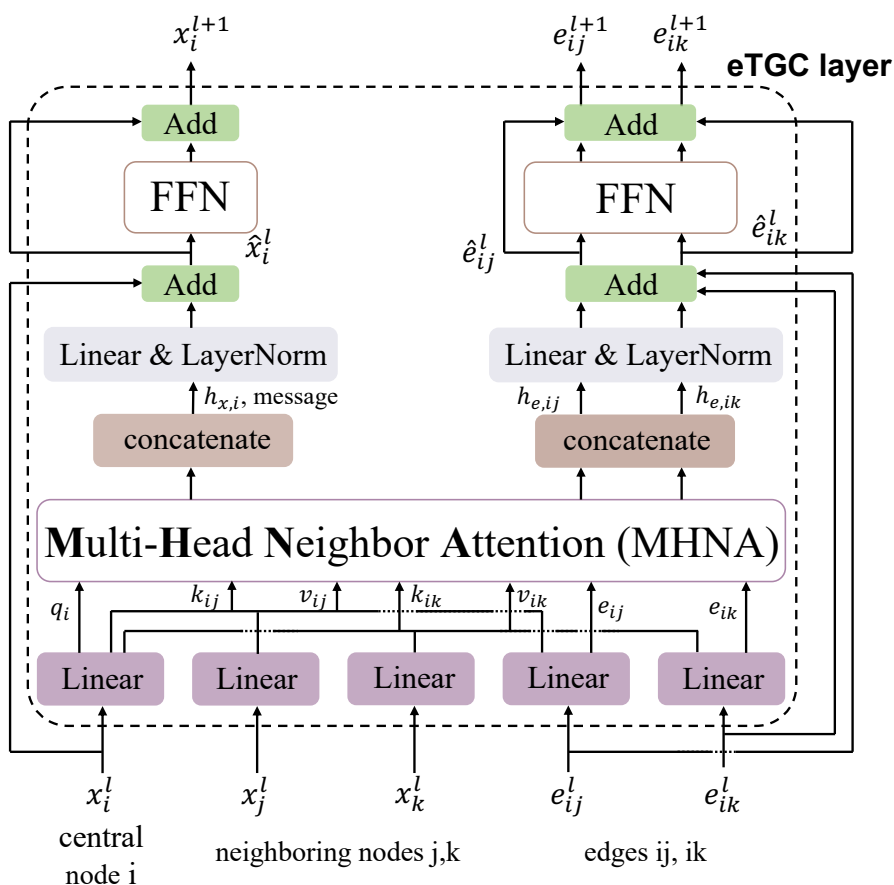 x_i^{l+1} e_{ij}^{l+1} e_{ik}^{l+1}
eTGC layer
Add Add
FFN FFN
x̂_i^l ê_{ij}^l ê_{ik}^l
Add Add
Linear & LayerNorm Linear & LayerNorm
h_{x,i}, message h_{e,ij} h_{e,ik}
concatenate concatenate
Multi-Head Neighbor Attention (MHNA)
q_i k_{ij} v_{ij} k_{ik} v_{ik} e_{ij} e_{ik}
Linear Linear Linear Linear Linear
x_i^l x_j^l x_k^l e_{ij}^l e_{ik}^l
central
node i
neighboring nodes j,k
edges ij, ik